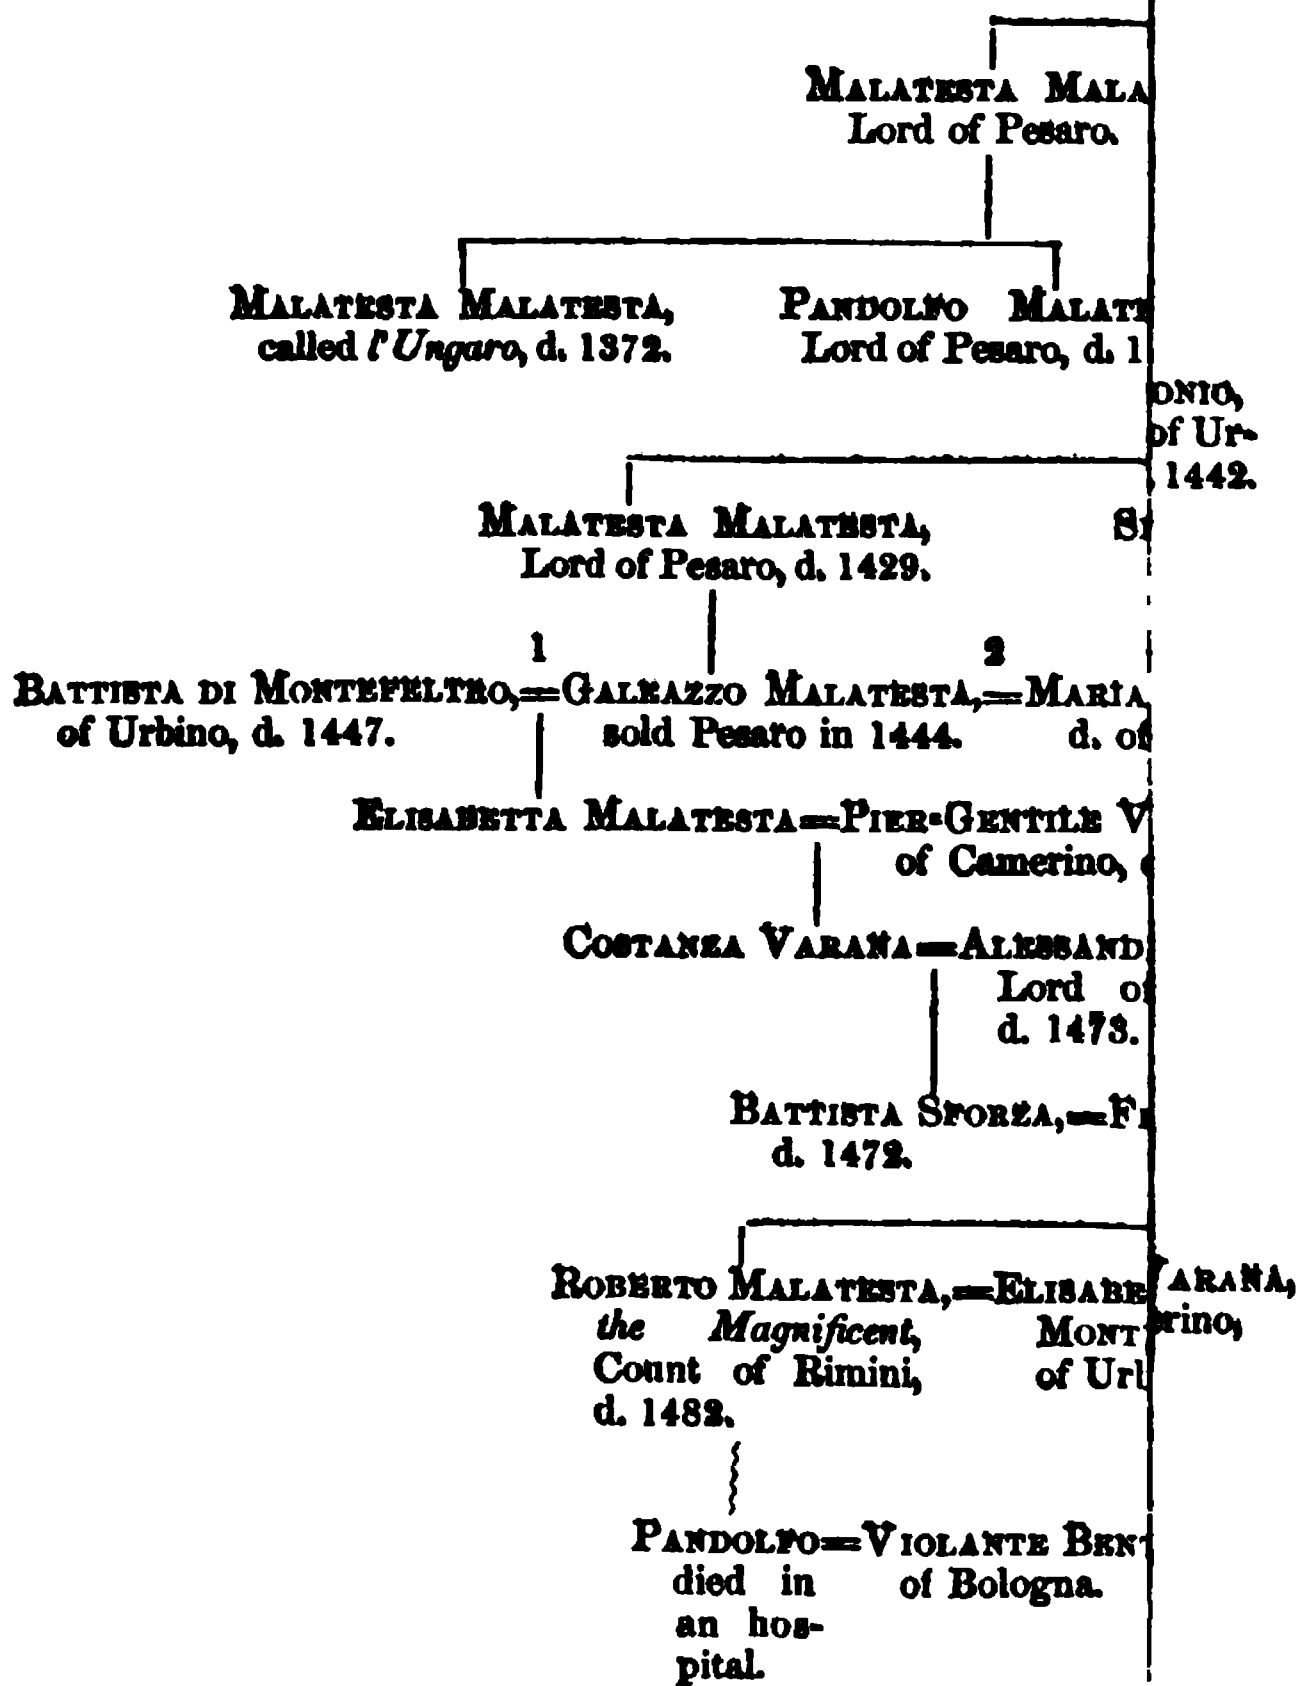 MALATESTA MALA
Lord of Pesaro.
MALATESTA MALATESTA,
called l'Ungaro, d. 1372.
PANDOLFO MALATE
Lord of Pesaro, d. 1
ONIO,
of Ur-
1442.
MALATESTA MALATESTA,
Lord of Pesaro, d. 1429.
1
2
BATTISTA DI MONTEFELTRO,=GALEAZZO MALATESTA,=MARIA
of Urbino, d. 1447.
sold Pesaro in 1444.
d. of
ELISABETTA MALATESTA=PIER-GENTILE V
of Camerino,
COSTANZA VARANA=ALESSAND
Lord of
d. 1473.
BATTISTA SFORZA,=F
d. 1472.
ROBERTO MALATESTA,=ELISABE
the Magnificent,
Count of Rimini,
d. 1482.
MONT
of Ur
VARANA,
erino,
PANDOLFO=VIOLANTE BEN
died in
an hos-
pital.
of Bologna.